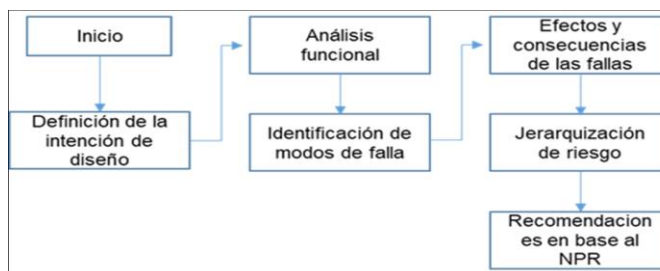 Inicio
Definición de la
intención de
diseño
Análisis
funcional
Identificación de
modos de falla
Efectos y
consecuencias
de las fallas
Jerarquización
de riesgo
Recomendacion
es en base al
NPR